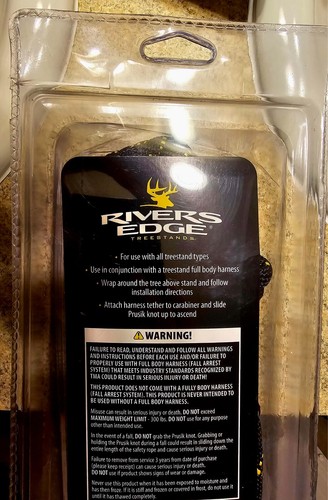 RIVERS
EDGE
TREESTANDS
• For use with all treestand types
• Use in conjunction with a treestand full body harness
• Wrap around the tree above stand and follow
installation directions
• Attach harness tether to carabiner and slide
Prusik knot up to ascend
WARNING!
FAILURE TO READ, UNDERSTAND AND FOLLOW ALL WARNINGS
AND INSTRUCTIONS BEFORE EACH USE AND/OR FAILURE TO
PROPERLY USE WITH FULL BODY HARNESS (FALL ARREST
SYSTEM) THAT MEETS INDUSTRY STANDARDS RECOGNIZED BY
TMA COULD RESULT IN SERIOUS INJURY OR DEATH!
THIS PRODUCT DOES NOT COME WITH A FULLY BODY HARNESS
(FALL ARREST SYSTEM). THIS PRODUCT IS NEVER INTENDED TO
BE USED WITHOUT A FULL BODY HARNESS.
Misuse can result in serious injury or death. DO NOT exceed
MAXIMUM WEIGHT LIMIT - 300 lbs. DO NOT use for any purpose
other than intended use.
In the event of a fall, DO NOT grab the Prusik knot. Grabbing or
holding the Prusik knot during a fall could result in sliding down the
entire length of the safety rope and cause serious injury or death.
Failure to remove from service 3 years from date of purchase
(please keep receipt) can cause serious injury or death.
DO NOT use if product shows signs of wear or damage.
Never use this product when it has been exposed to moisture and
has then froze. If it is stiff and frozen or covered in frost, do not use it
until it has thawed completely.